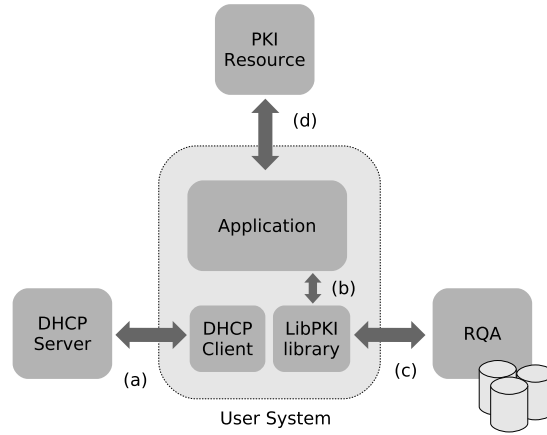 PKI
Resource
(d)
Application
(b)
DHCP
Server
DHCP
Client
LibPKI
library
RQA
(a)
(c)
User System